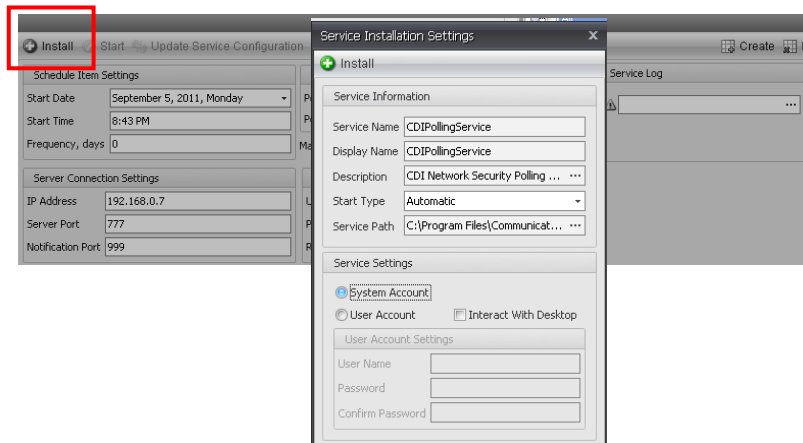 Install Start Update Service Configuration
Create
Schedule Item Settings
Start Date September 5, 2011, Monday
Start Time 8:43 PM
Frequency, days 0
Server Connection Settings
IP Address 192.168.0.7
Server Port 777
Notification Port 999
Service Log
...
Service Installation Settings x
Install
Service Information
Service Name CDIPollingService
Display Name CDIPollingService
Description CDI Network Security Polling ... ...
Start Type Automatic
Service Path C:\Program Files\Communicat... ...
Service Settings
System Account
User Account Interact With Desktop
User Account Settings
User Name
Password
Confirm Password